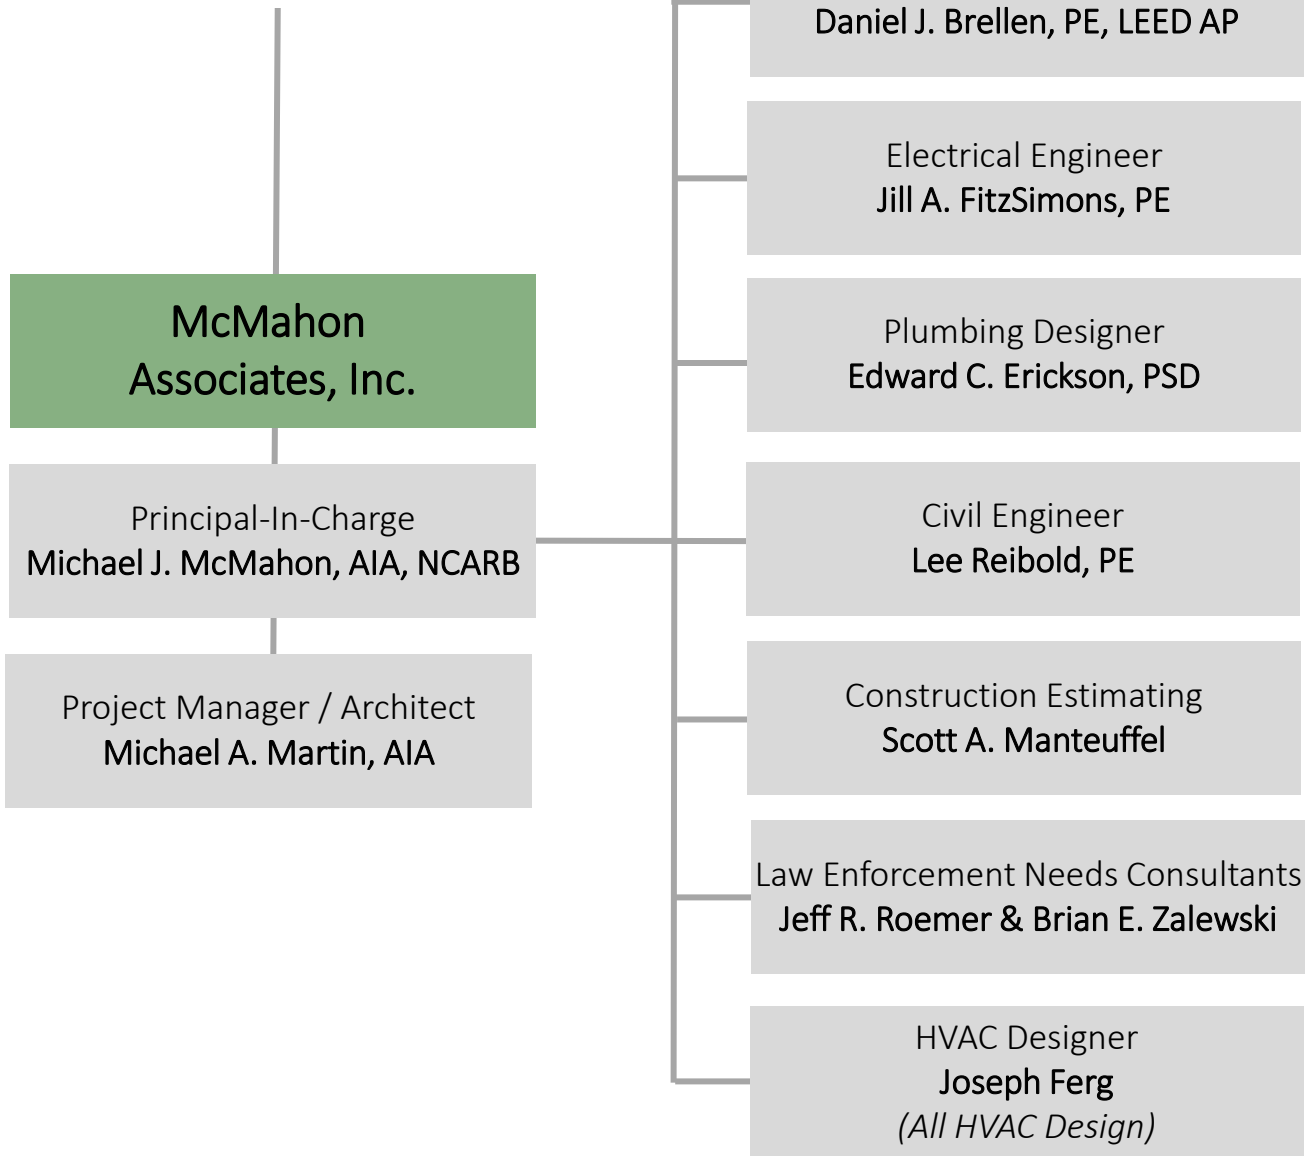 Daniel J. Brellen, PE, LEED AP
Electrical Engineer
Jill A. FitzSimons, PE
McMahon
Associates, Inc.
Plumbing Designer
Edward C. Erickson, PSD
Principal-In-Charge
Michael J. McMahon, AIA, NCARB
Civil Engineer
Lee Reibold, PE
Project Manager / Architect
Michael A. Martin, AIA
Construction Estimating
Scott A. Manteuffel
Law Enforcement Needs Consultants
Jeff R. Roemer & Brian E. Zalewski
HVAC Designer
Joseph Ferg
(All HVAC Design)